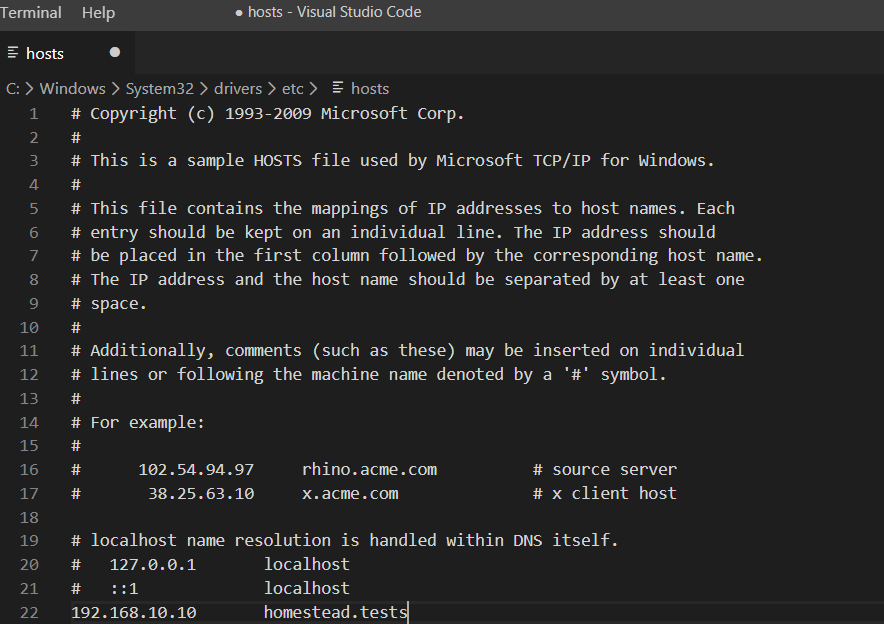 Terminal Help ● hosts - Visual Studio Code
hosts
C: > Windows > System32 > drivers > etc > hosts
1 # Copyright (c) 1993-2009 Microsoft Corp.
2 #
3 # This is a sample HOSTS file used by Microsoft TCP/IP for Windows.
4 #
5 # This file contains the mappings of IP addresses to host names. Each
6 # entry should be kept on an individual line. The IP address should
7 # be placed in the first column followed by the corresponding host name.
8 # The IP address and the host name should be separated by at least one
9 # space.
10 #
11 # Additionally, comments (such as these) may be inserted on individual
12 # lines or following the machine name denoted by a '#' symbol.
13 #
14 # For example:
15 #
16 #      102.54.94.97     rhino.acme.com          # source server
17 #       38.25.63.10     x.acme.com              # x client host
18
19 # localhost name resolution is handled within DNS itself.
20 #   127.0.0.1       localhost
21 #   ::1             localhost
22 192.168.10.10       homestead.tests